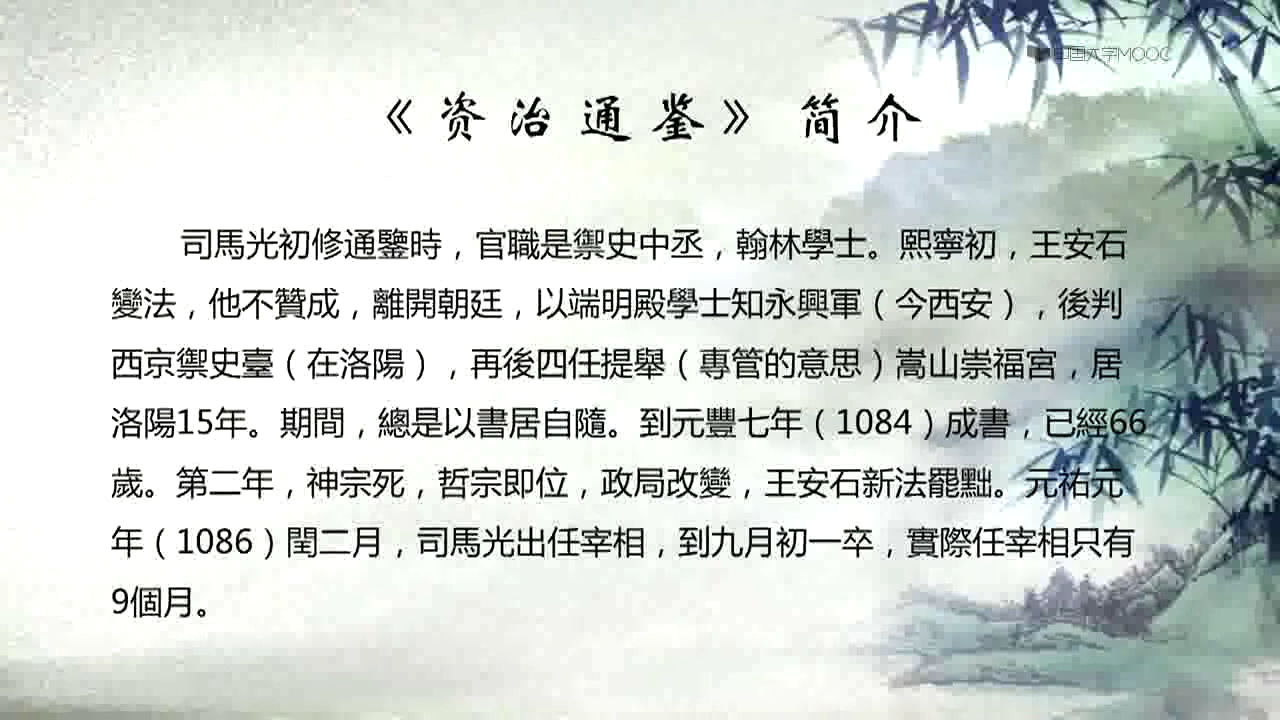 中国大学MOOC
《资治通鉴》简介
司馬光初修通鑒時，官職是禦史中丞，翰林學士。熙寧初，王安石
變法，他不贊成，離開朝廷，以端明殿學士知永興軍（今西安），後判
西京禦史臺（在洛陽），再後四任提舉（專管的意思）嵩山崇福宮，居
洛陽15年。期間，總是以書居自隨。到元豐七年（1084）成書，已經66
歲。第二年，神宗死，哲宗即位，政局改變，王安石新法罷黜。元祐元
年（1086）閏二月，司馬光出任宰相，到九月初一卒，實際任宰相只有
9個月。